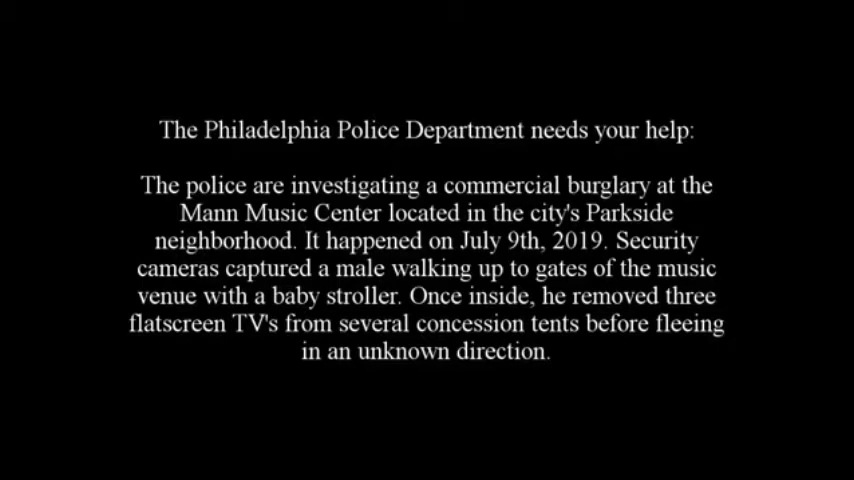 The Philadelphia Police Department needs your help:
The police are investigating a commercial burglary at the
Mann Music Center located in the city's Parkside
neighborhood. It happened on July 9th, 2019. Security
cameras captured a male walking up to gates of the music
venue with a baby stroller. Once inside, he removed three
flatscreen TV's from several concession tents before fleeing
in an unknown direction.